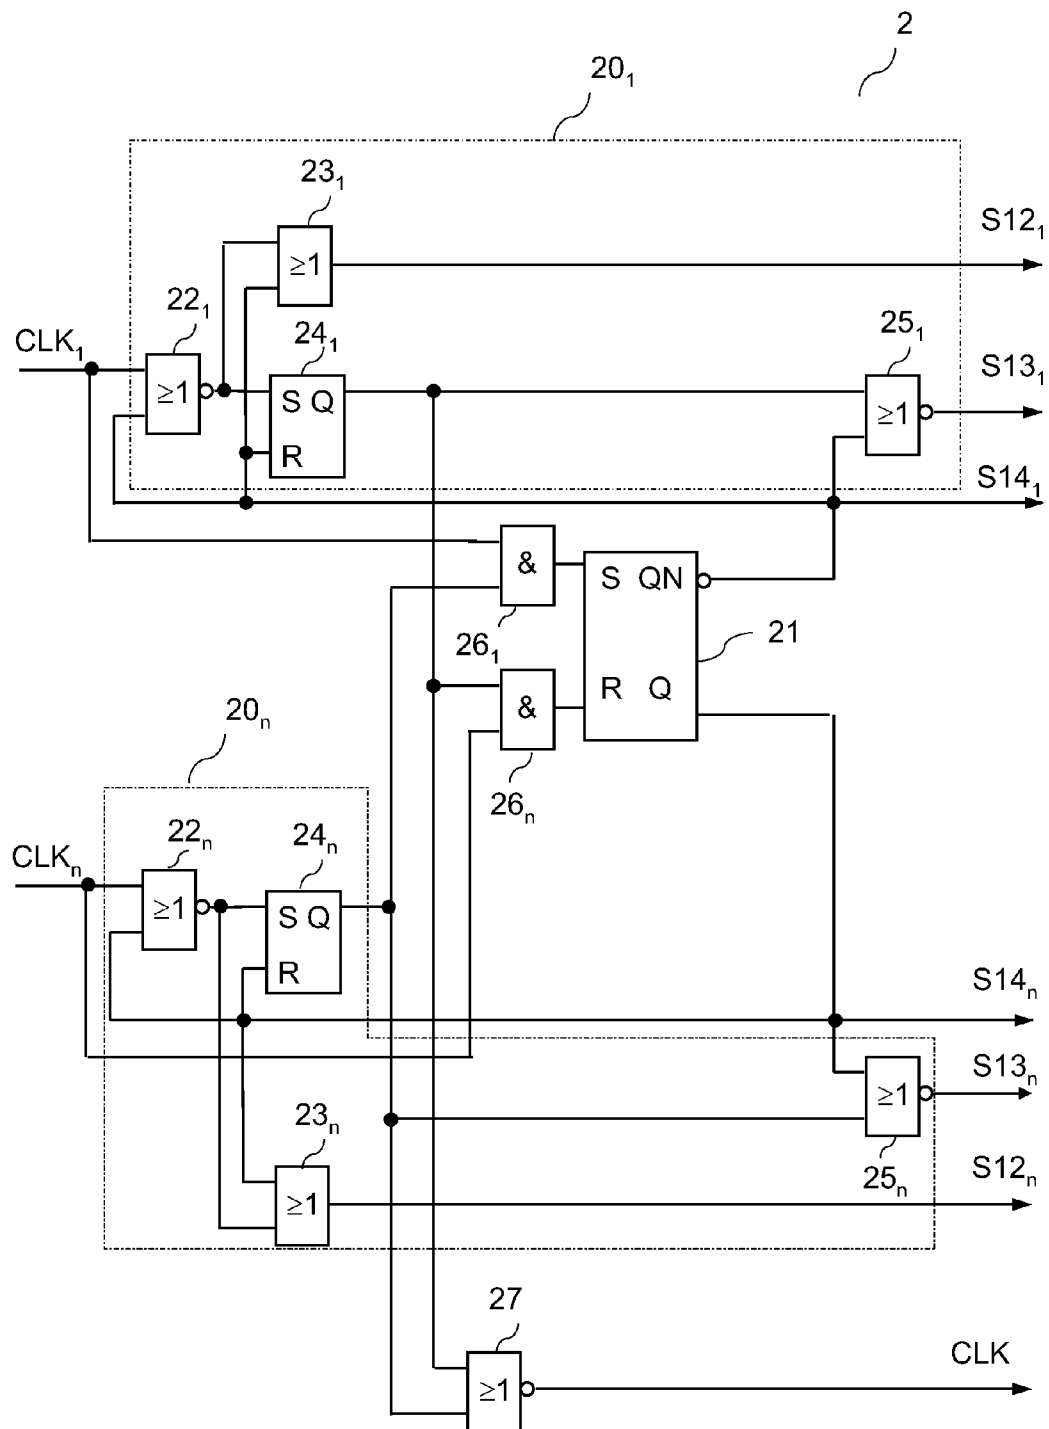 2
20₁
23₁
S12₁
≥1
22₁
24₁
25₁
CLK₁
S13₁
≥1
S Q
≥1
R
S14₁
&
S QN
26₁
21
R Q
&
20ₙ
26ₙ
22ₙ
24ₙ
CLKₙ
≥1
S Q
R
S14ₙ
S13ₙ
≥1
23ₙ
25ₙ
S12ₙ
≥1
27
CLK
≥1